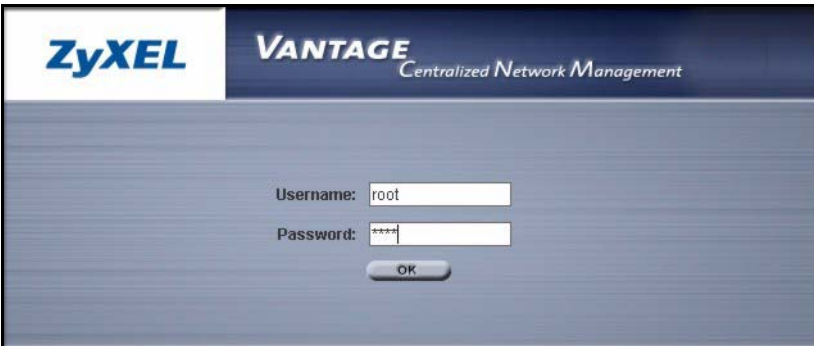 ZyXEL
VANTAGE
Centralized Network Management
Username: root
Password: ****
OK